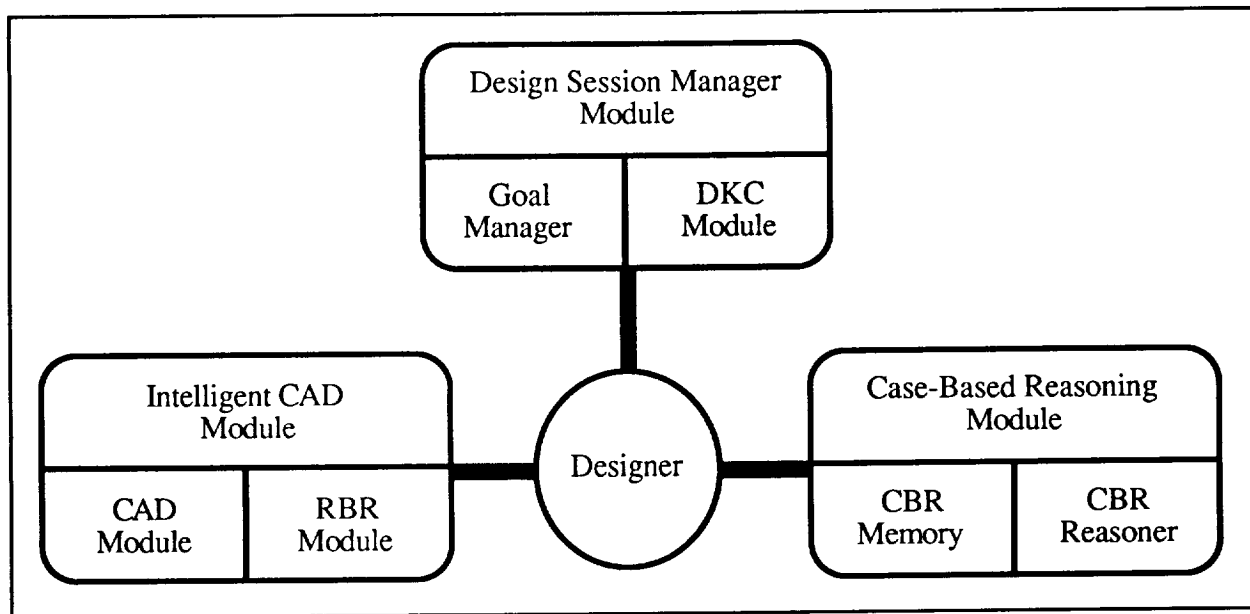 Design Session Manager
Module
Goal
Manager
DKC
Module
Intelligent CAD
Module
CAD
Module
RBR
Module
Designer
Case-Based Reasoning
Module
CBR
Memory
CBR
Reasoner